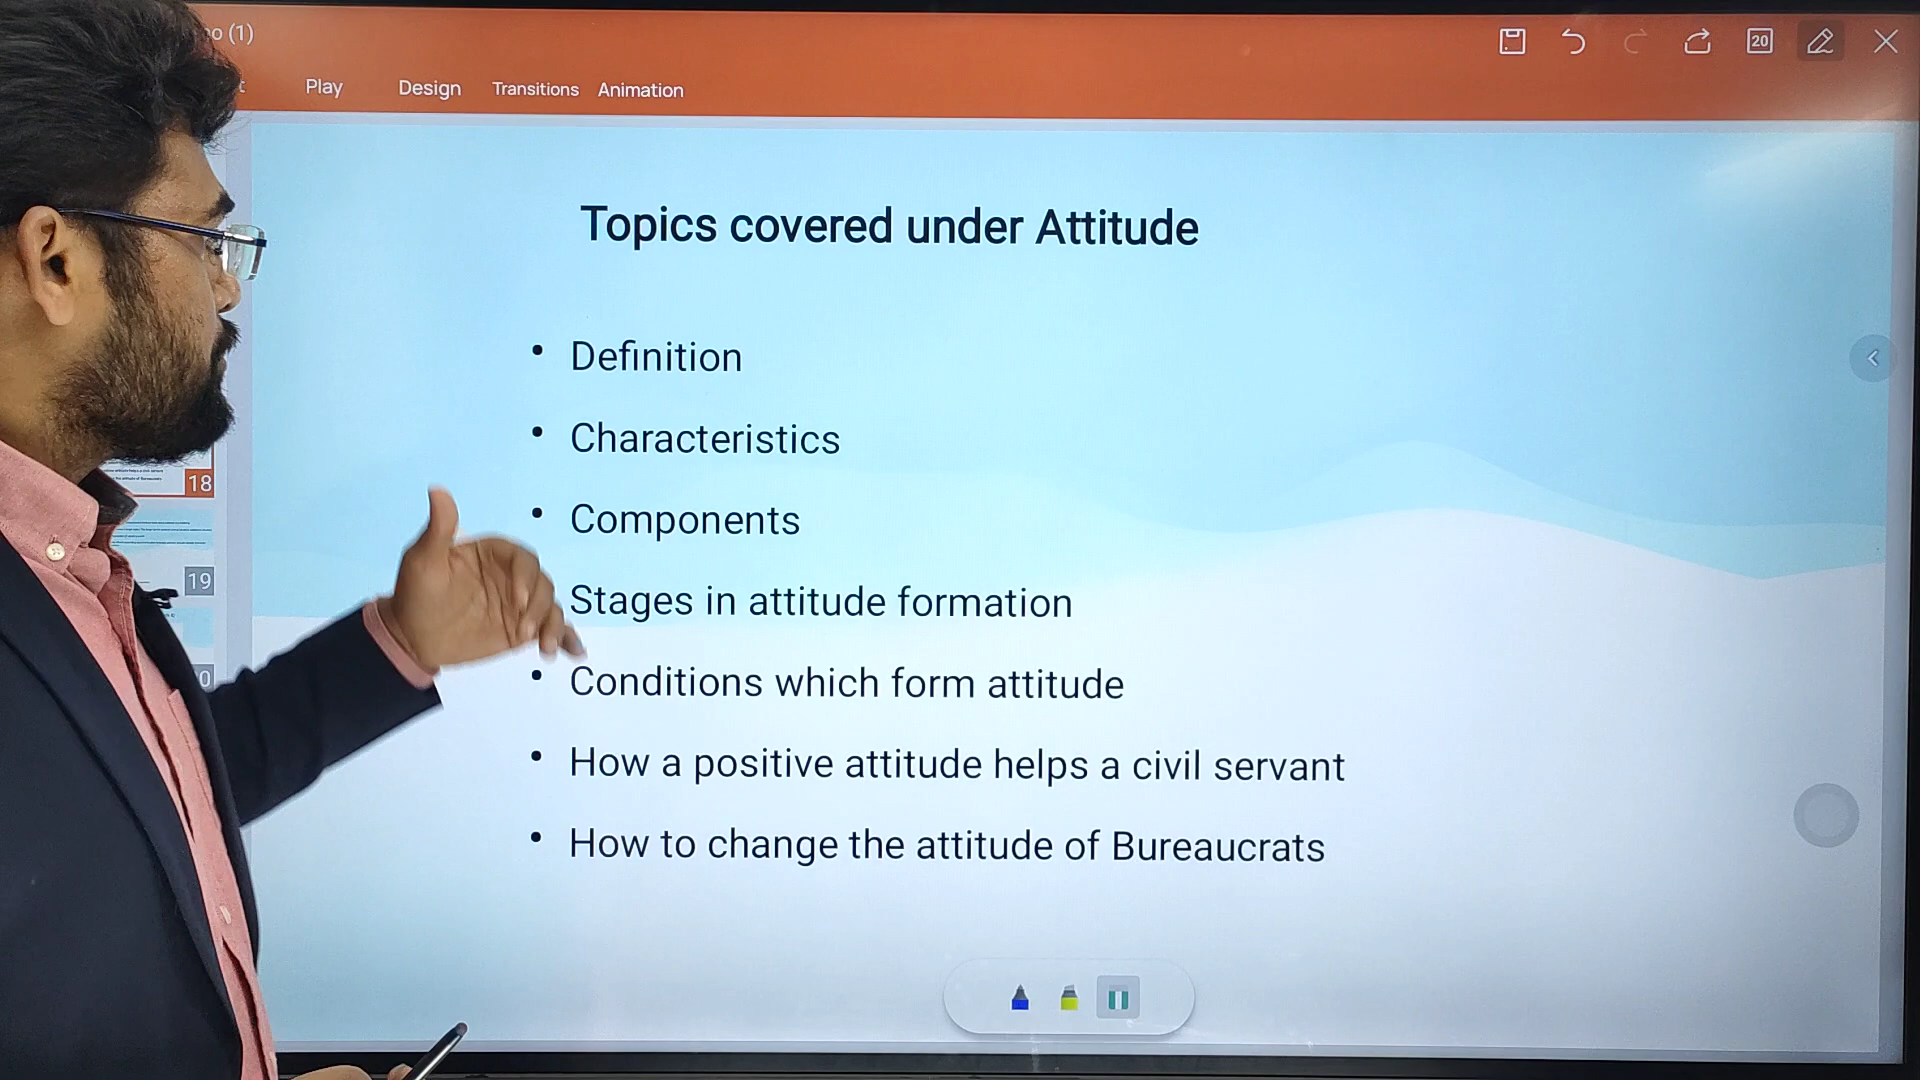 o (1)
20
Play Design Transitions Animation
Topics covered under Attitude
• Definition
• Characteristics
• Components
Stages in attitude formation
• Conditions which form attitude
• How a positive attitude helps a civil servant
• How to change the attitude of Bureaucrats
18
19
0